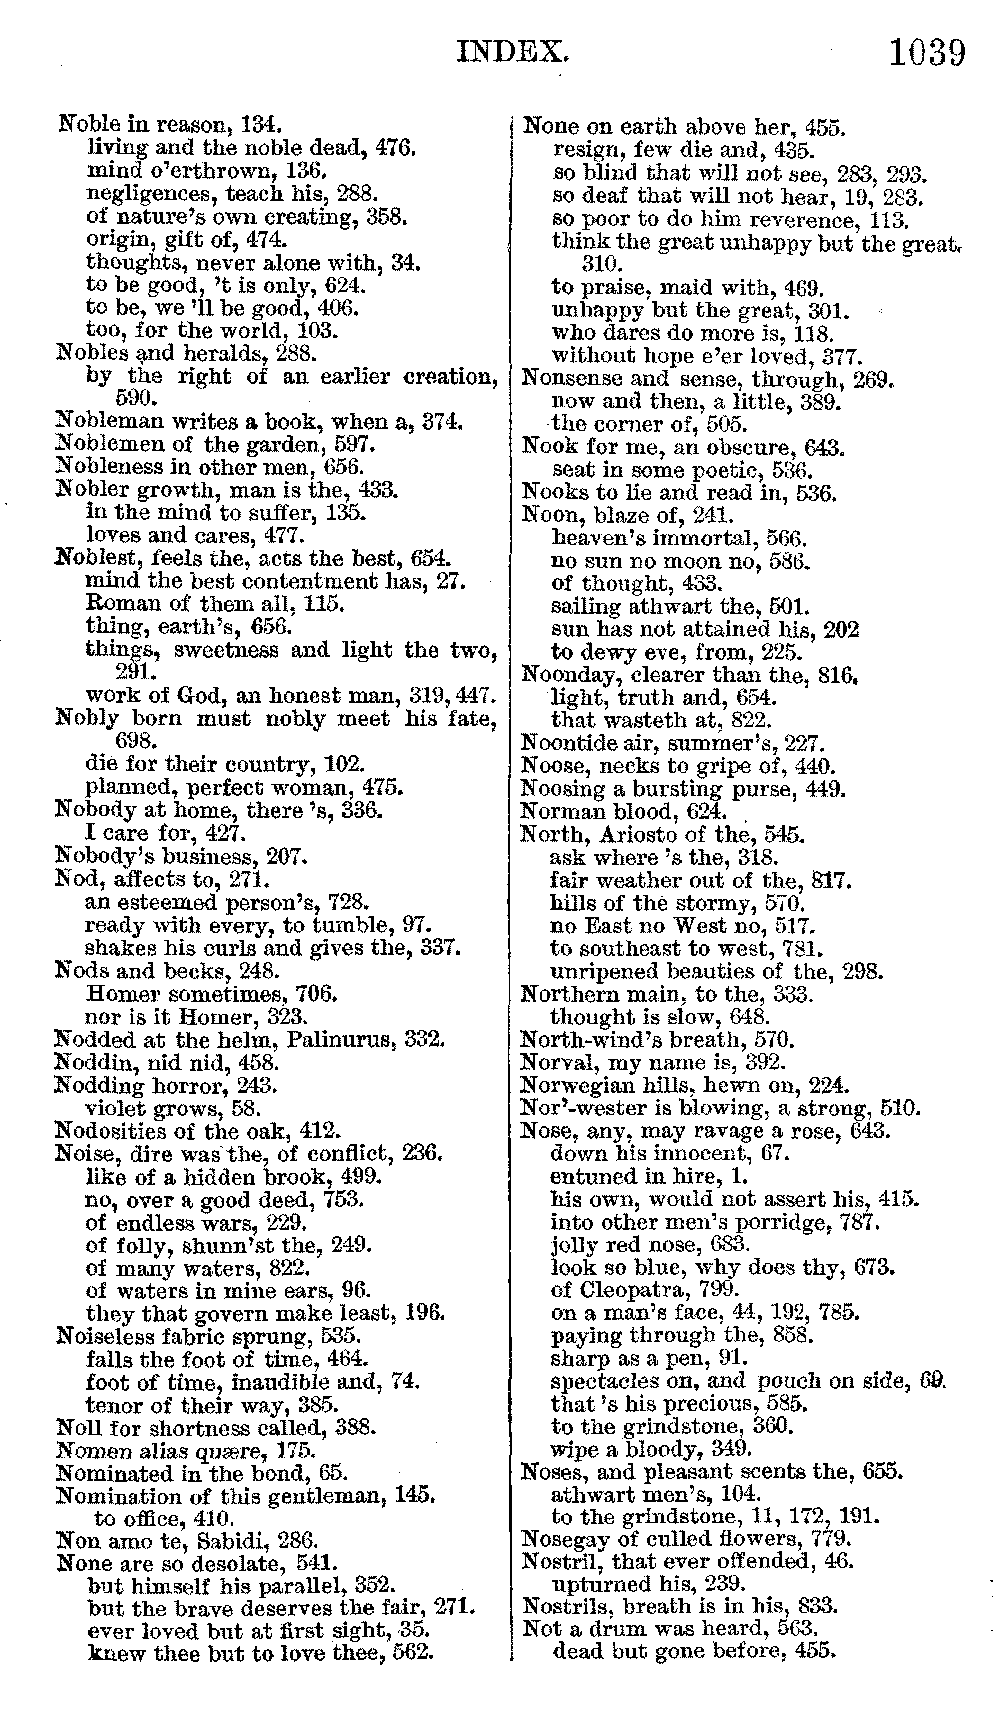 INDEX. 1039
Noble in reason, 134.
living and the noble dead, 476.
mind o'erthrown, 136.
negligences, teach his, 288.
of nature's own creating, 358.
origin, gift of, 474.
thoughts, never alone with, 34.
to be good, 't is only, 624.
to be, we 'll be good, 406.
too, for the world, 103.
Nobles and heralds, 288.
by the right of an earlier creation,
590.
Nobleman writes a book, when a, 374.
Noblemen of the garden, 597.
Nobleness in other men, 656.
Nobler growth, man is the, 433.
in the mind to suffer, 135.
loves and cares, 477.
Noblest, feels the, acts the best, 654.
mind the best contentment has, 27.
Roman of them all, 115.
thing, earth's, 656.
things, sweetness and light the two,
291.
work of God, an honest man, 319, 447.
Nobly born must nobly meet his fate,
698.
die for their country, 102.
planned, perfect woman, 475.
Nobody at home, there 's, 336.
I care for, 427.
Nobody's business, 207.
Nod, affects to, 271.
an esteemed person's, 728.
ready with every, to tumble, 97.
shakes his curls and gives the, 337.
Nods and becks, 248.
Homer sometimes, 706.
nor is it Homer, 323.
Nodded at the helm, Palinurus, 332.
Noddin, nid nid, 458.
Nodding horror, 243.
violet grows, 58.
Nodosities of the oak, 412.
Noise, dire was the, of conflict, 236.
like of a hidden brook, 499.
no, over a good deed, 753.
of endless wars, 229.
of folly, shunn'st the, 249.
of many waters, 822.
of waters in mine ears, 96.
they that govern make least, 196.
Noiseless fabric sprung, 535.
falls the foot of time, 464.
foot of time, inaudible and, 74.
tenor of their way, 385.
Noll for shortness called, 388.
Nomen alias quære, 175.
Nominated in the bond, 65.
Nomination of this gentleman, 145.
to office, 410.
Non amo te, Sabidi, 286.
None are so desolate, 541.
but himself his parallel, 352.
but the brave deserves the fair, 271.
ever loved but at first sight, 35.
knew thee but to love thee, 562.
None on earth above her, 455.
resign, few die and, 435.
so blind that will not see, 283, 293.
so deaf that will not hear, 19, 283.
so poor to do him reverence, 113.
think the great unhappy but the great,
310.
to praise, maid with, 469.
unhappy but the great, 301.
who dares do more is, 118.
without hope e'er loved, 377.
Nonsense and sense, through, 269.
now and then, a little, 389.
the corner of, 505.
Nook for me, an obscure, 643.
seat in some poetic, 536.
Nooks to lie and read in, 536.
Noon, blaze of, 241.
heaven's immortal, 566.
no sun no moon no, 586.
of thought, 433.
sailing athwart the, 501.
sun has not attained his, 202
to dewy eve, from, 225.
Noonday, clearer than the, 816.
light, truth and, 654.
that wasteth at, 822.
Noontide air, summer's, 227.
Noose, necks to gripe of, 440.
Noosing a bursting purse, 449.
Norman blood, 624.
North, Ariosto of the, 545.
ask where 's the, 318.
fair weather out of the, 817.
hills of the stormy, 570.
no East no West no, 517.
to southeast to west, 781.
unripened beauties of the, 298.
Northern main, to the, 333.
thought is slow, 648.
North-wind's breath, 570.
Norval, my name is, 392.
Norwegian hills, hewn on, 224.
Nor'-wester is blowing, a strong, 510.
Nose, any, may ravage a rose, 643.
down his innocent, 67.
entuned in hire, 1.
his own, would not assert his, 415.
into other men's porridge, 787.
jolly red nose, 683.
look so blue, why does thy, 673.
of Cleopatra, 799.
on a man's face, 44, 192, 785.
paying through the, 858.
sharp as a pen, 91.
spectacles on, and pouch on side, 69.
that 's his precious, 585.
to the grindstone, 360.
wipe a bloody, 349.
Noses, and pleasant scents the, 655.
athwart men's, 104.
to the grindstone, 11, 172, 191.
Nosegay of culled flowers, 779.
Nostril, that ever offended, 46.
upturned his, 239.
Nostrils, breath is in his, 833.
Not a drum was heard, 563.
dead but gone before, 455.